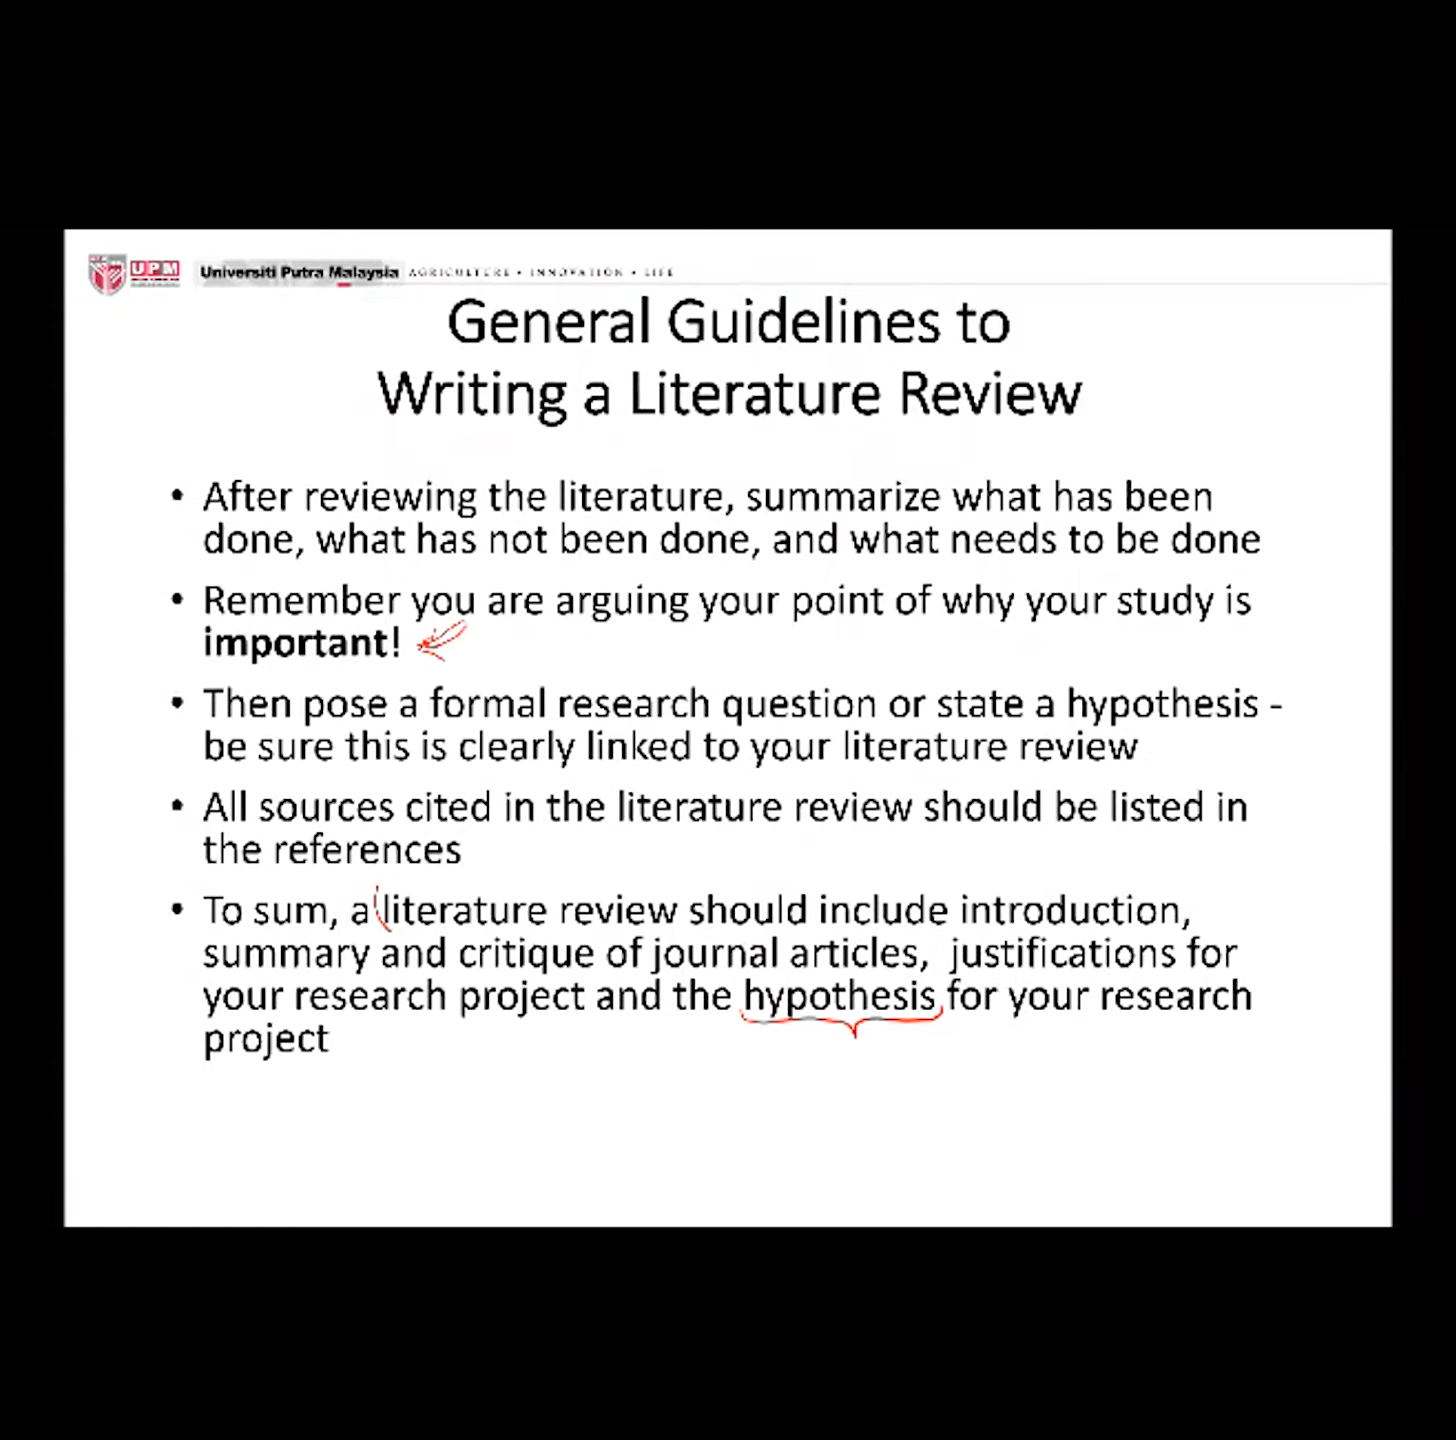 UPM
Universiti Putra Malaysia AGRICULTURE • INNOVATION • LIFE
General Guidelines to
Writing a Literature Review
• After reviewing the literature, summarize what has been
done, what has not been done, and what needs to be done
• Remember you are arguing your point of why your study is
important!
• Then pose a formal research question or state a hypothesis -
be sure this is clearly linked to your literature review
• All sources cited in the literature review should be listed in
the references
• To sum, a literature review should include introduction,
summary and critique of journal articles, justifications for
your research project and the hypothesis for your research
project